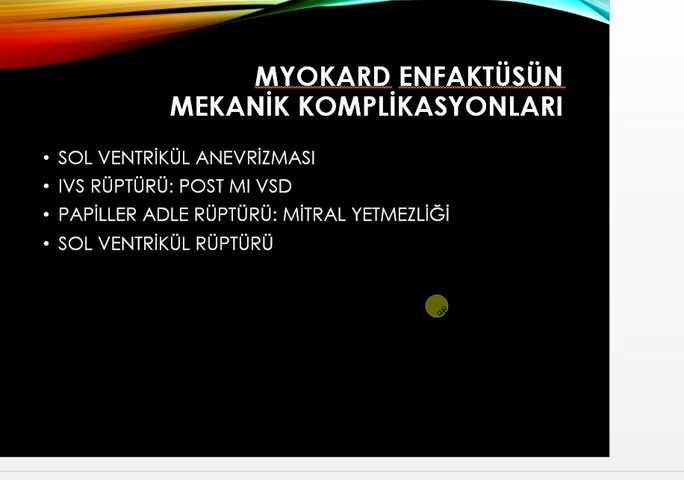 MYOKARD ENFAKTÜSÜN
MEKANİK KOMPLİKASYONLARI
• SOL VENTRİKÜL ANEVRİZMASI
• IVS RÜPTÜRÜ: POST MI VSD
• PAPİLLER ADLE RÜPTÜRÜ: MİTRAL YETMEZLİĞİ
• SOL VENTRİKÜL RÜPTÜRÜ